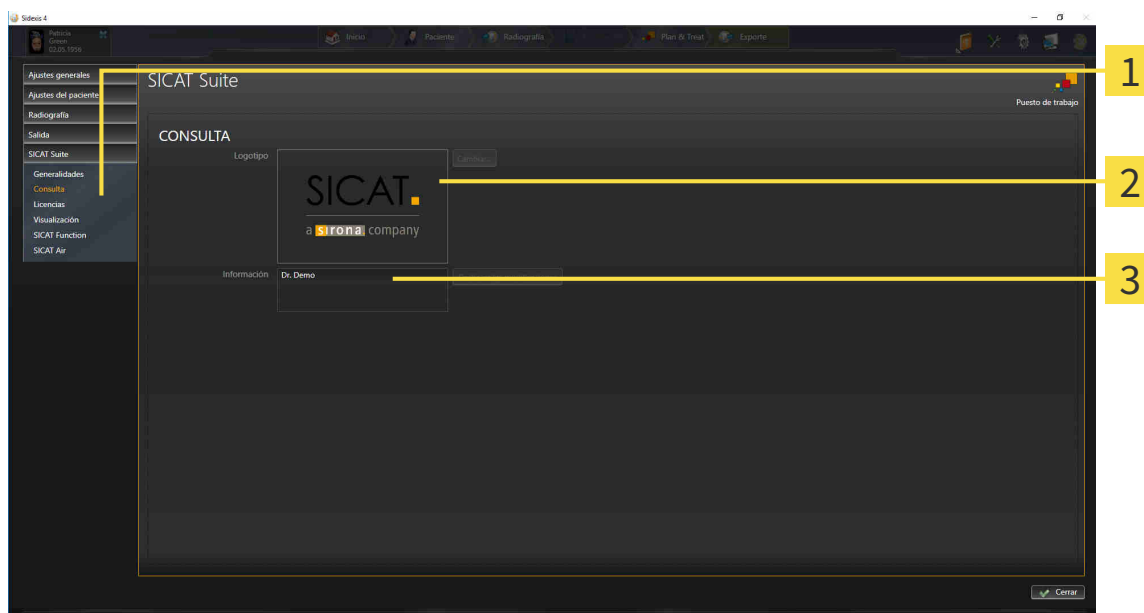 Sidexis 4
Patricia
Green
02.05.1956
Inicio
Paciente
Radiografía
Plan & Treat
Exporte
1
Ajustes generales
Ajustes del paciente
Radiografía
Salida
SICAT Suite
Generalidades
Consulta
Licencias
Visualización
SICAT Function
SICAT Air
SICAT Suite
Puesto de trabajo
CONSULTA
Logotipo
SICAT.
a sirona company
Cambiar...
2
Información
Dr. Demo
3
Cerrar